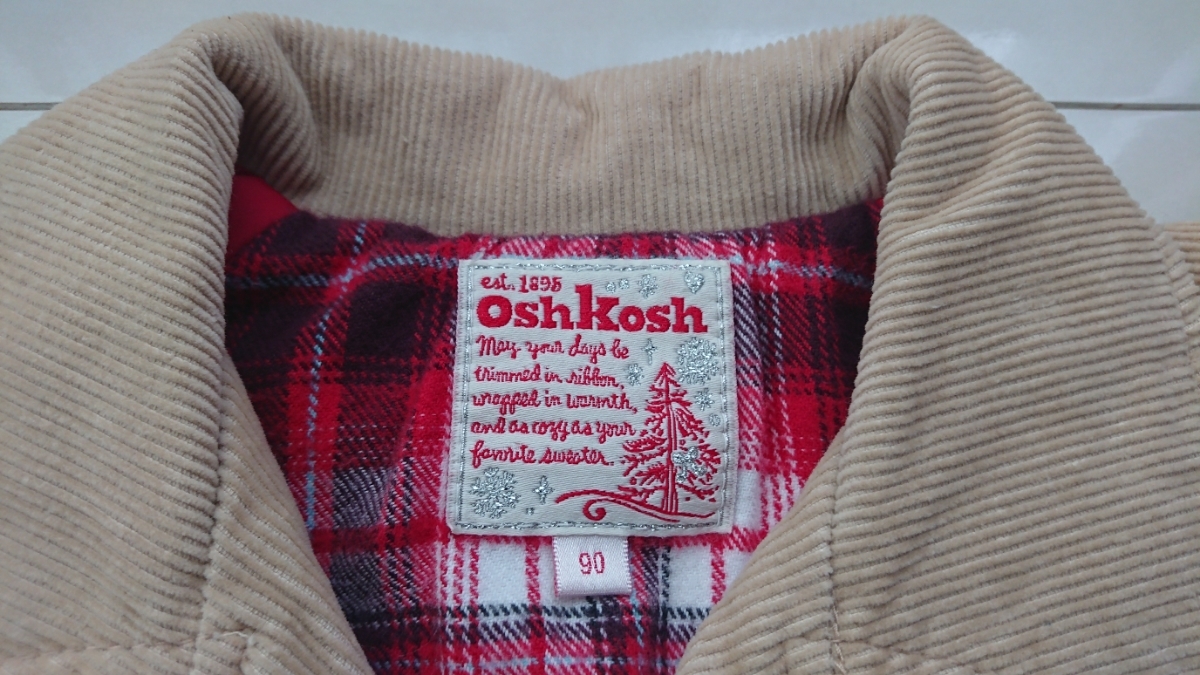 est. 1895
OshKosh
May your days be
trimmed in ribbon,
wrapped in warmth,
and as cozy as your
favorite sweater.
90